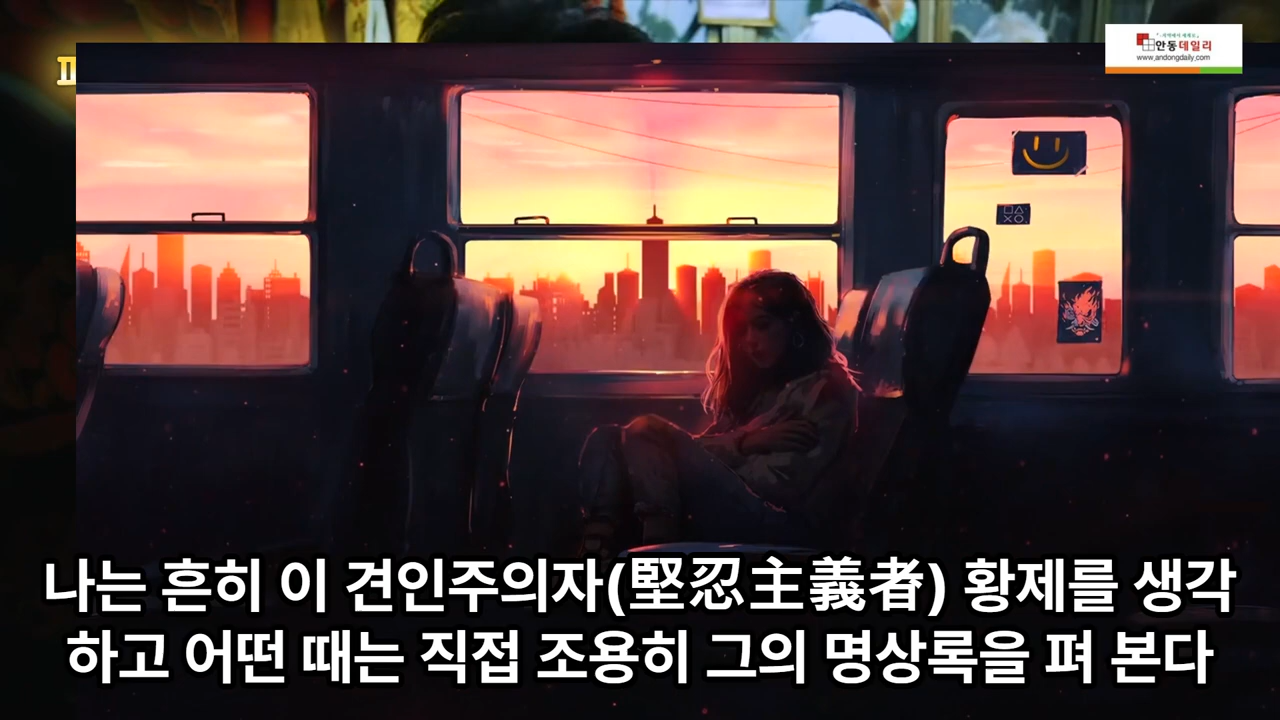 안동데일리
www.andongdaily.com
나는 흔히 이 견인주의자(堅忍主義者) 황제를 생각
하고 어떤 때는 직접 조용히 그의 명상록을 펴 본다